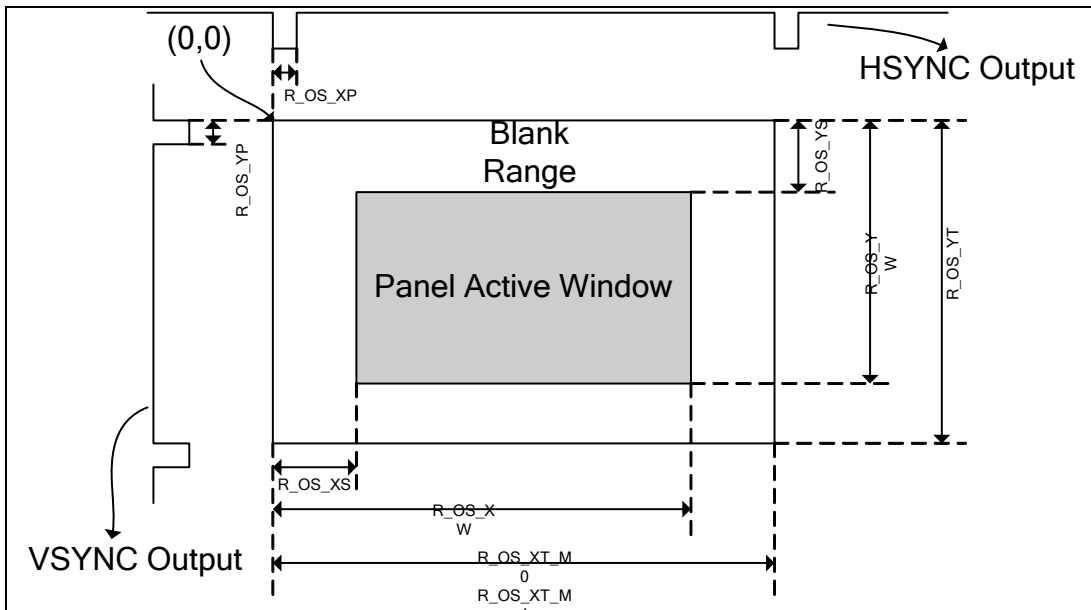 (0,0)
HSYNC Output
R_OS_XP
Blank
Range
R_OS_YP
R_OS_YS
R_OS_Y
W
R_OS_YT
Panel Active Window
R_OS_XS
R_OS_X
W
VSYNC Output
R_OS_XT_M
0
R_OS_XT_M